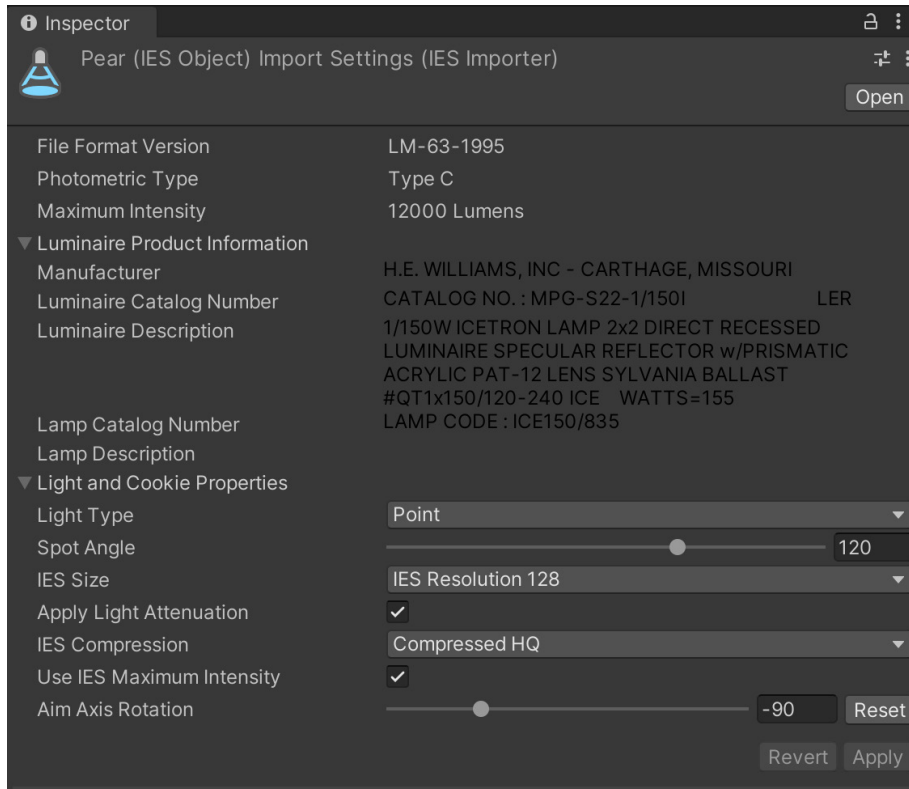 Inspector
Pear (IES Object) Import Settings (IES Importer)
Open
File Format Version LM-63-1995
Photometric Type Type C
Maximum Intensity 12000 Lumens
Luminaire Product Information
Manufacturer H.E. WILLIAMS, INC - CARTHAGE, MISSOURI
Luminaire Catalog Number CATALOG NO. : MPG-S22-1/150I LER
Luminaire Description 1/150W ICETRON LAMP 2x2 DIRECT RECESSED
LUMINAIRE SPECULAR REFLECTOR w/PRISMATIC
ACRYLIC PAT-12 LENS SYLVANIA BALLAST
#QT1x150/120-240 ICE WATTS=155
Lamp Catalog Number LAMP CODE : ICE150/835
Lamp Description
Light and Cookie Properties
Light Type Point
Spot Angle 120
IES Size IES Resolution 128
Apply Light Attenuation
IES Compression Compressed HQ
Use IES Maximum Intensity
Aim Axis Rotation -90 Reset
Revert Apply